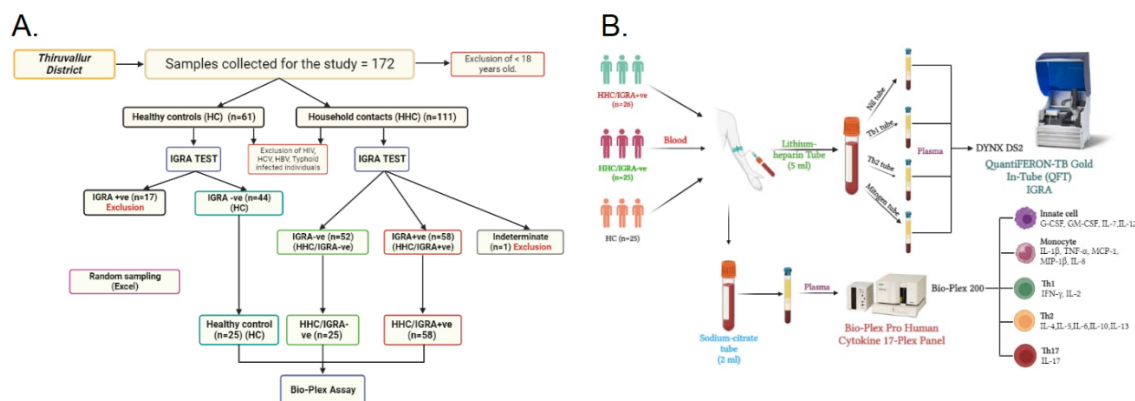 A.
Thiruvallur
District
Samples collected for the study = 172
Exclusion of < 18
years old.
Healthy controls (HC) (n=61)
Household contacts (HHC) (n=111)
IGRA TEST
Exclusion of HIV,
HCV, HBV, Typhoid
infected individuals
IGRA TEST
IGRA +ve (n=17)
Exclusion
IGRA -ve (n=44)
(HC)
IGRA-ve (n=52)
(HHC/IGRA-ve)
IGRA+ve (n=58)
(HHC/IGRA+ve)
Indeterminate
(n=1) Exclusion
Random sampling
(Excel)
Healthy control
(n=25) (HC)
HHC/IGRA-
ve (n=25)
HHC/IGRA+ve
(n=58)
Bio-Plex Assay
B.
HHC/IGRA+ve
(n=26)
HHC/IGRA-ve
(n=25)
HC (n=25)
Blood
Lithium-
heparin Tube
(5 ml)
Nil tube
Th1 tube
Th2 tube
Mitogen tube
Plasma
DYNX DS2
QuantiFERON-TB Gold
In-Tube (QFT)
IGRA
Sodium-citrate
tube
(2 ml)
Plasma
Bio-Plex 200
Bio-Plex Pro Human
Cytokine 17-Plex Panel
Innate cell
G-CSF, GM-CSF, IL-7, IL-12
Monocyte
IL-1β, TNF-α, MCP-1,
MIP-1β, IL-8
Th1
IFN-γ, IL-2
Th2
IL-4,IL-5,IL-6,IL-10,IL-13
Th17
IL-17